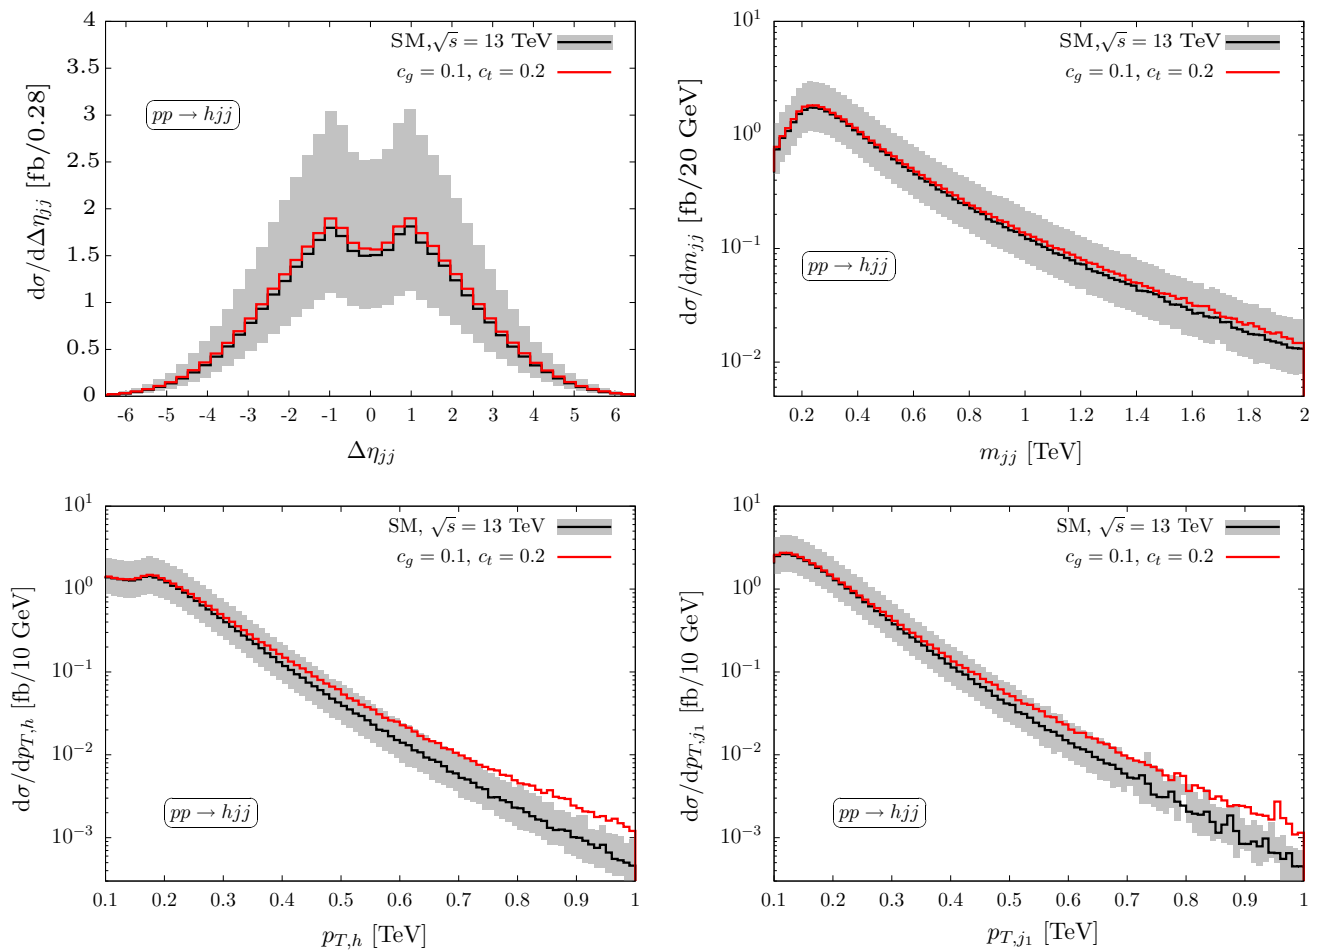 dσ/dΔη_jj [fb/0.28]
4
3.5
3
2.5
2
1.5
1
0.5
0
SM,√s = 13 TeV
c_g = 0.1, c_t = 0.2
pp → hjj
-6 -5 -4 -3 -2 -1 0 1 2 3 4 5 6
Δη_jj
dσ/dm_jj [fb/20 GeV]
10^1
10^0
10^−1
10^−2
SM,√s = 13 TeV
c_g = 0.1, c_t = 0.2
pp → hjj
0.2 0.4 0.6 0.8 1 1.2 1.4 1.6 1.8 2
m_jj [TeV]
dσ/dp_T,h [fb/10 GeV]
10^1
10^0
10^−1
10^−2
10^−3
SM, √s = 13 TeV
c_g = 0.1, c_t = 0.2
pp → hjj
0.1 0.2 0.3 0.4 0.5 0.6 0.7 0.8 0.9 1
p_T,h [TeV]
dσ/dp_T,j_1 [fb/10 GeV]
10^1
10^0
10^−1
10^−2
10^−3
SM, √s = 13 TeV
c_g = 0.1, c_t = 0.2
pp → hjj
0.1 0.2 0.3 0.4 0.5 0.6 0.7 0.8 0.9 1
p_T,j_1 [TeV]